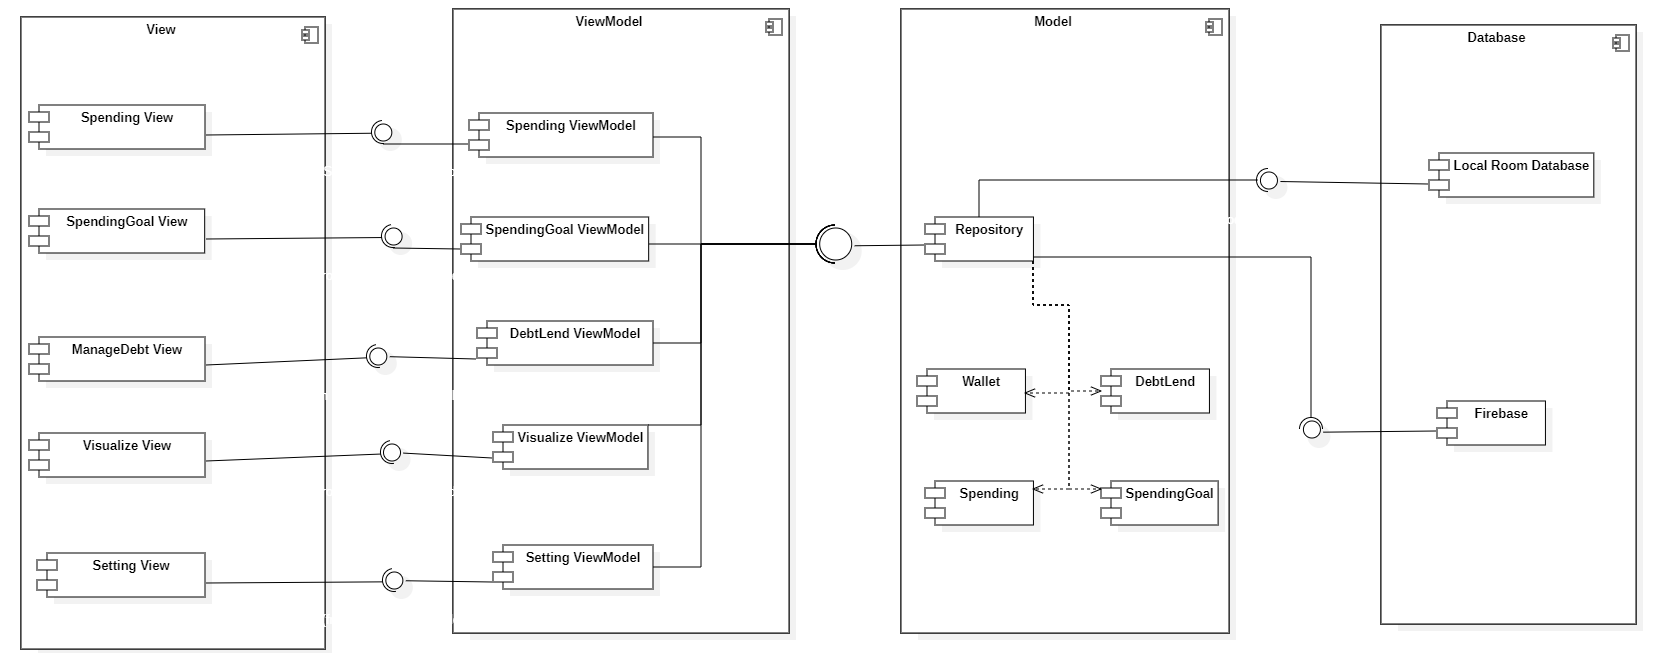 View
Spending View
SpendingGoal View
ManageDebt View
Visualize View
Setting View
ViewModel
Spending ViewModel
SpendingGoal ViewModel
DebtLend ViewModel
Visualize ViewModel
Setting ViewModel
Model
Repository
Wallet
DebtLend
Spending
SpendingGoal
Database
Local Room Database
Firebase